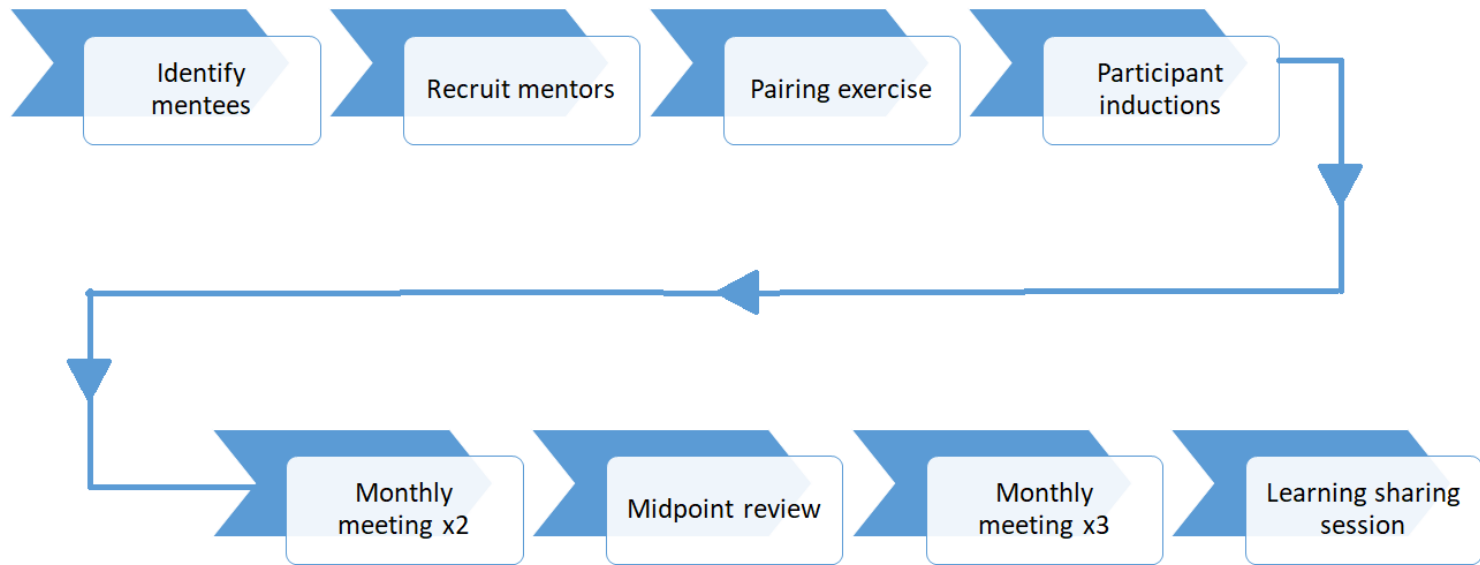 Identify
mentees
Recruit mentors
Pairing exercise
Participant
inductions
Monthly
meeting x2
Midpoint review
Monthly
meeting x3
Learning sharing
session